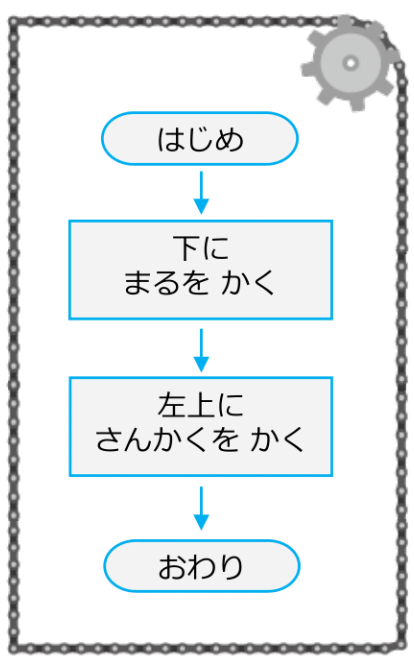 はじめ
下に
まるを かく
左上に
さんかくを かく
おわり